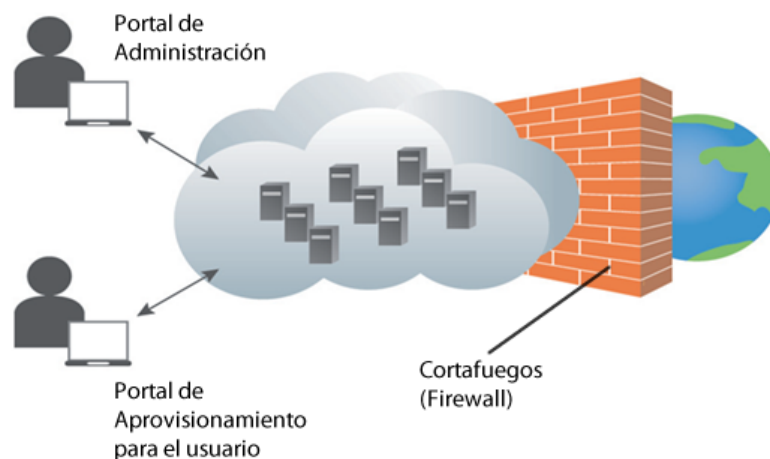 Portal de
Administración
Cortafuegos
(Firewall)
Portal de
Aprovisionamiento
para el usuario